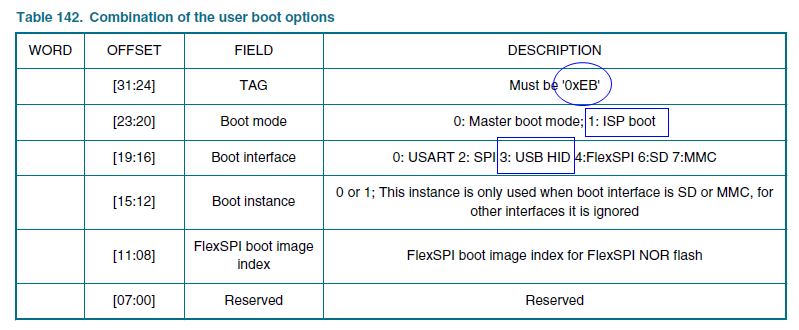 Table 142. Combination of the user boot options
WORD OFFSET FIELD DESCRIPTION
[31:24] TAG Must be '0xEB'
[23:20] Boot mode 0: Master boot mode; 1: ISP boot
[19:16] Boot interface 0: USART 2: SPI 3: USB HID 4:FlexSPI 6:SD 7:MMC
[15:12] Boot instance 0 or 1; This instance is only used when boot interface is SD or MMC, for
other interfaces it is ignored
[11:08] FlexSPI boot image
index FlexSPI boot image index for FlexSPI NOR flash
[07:00] Reserved Reserved